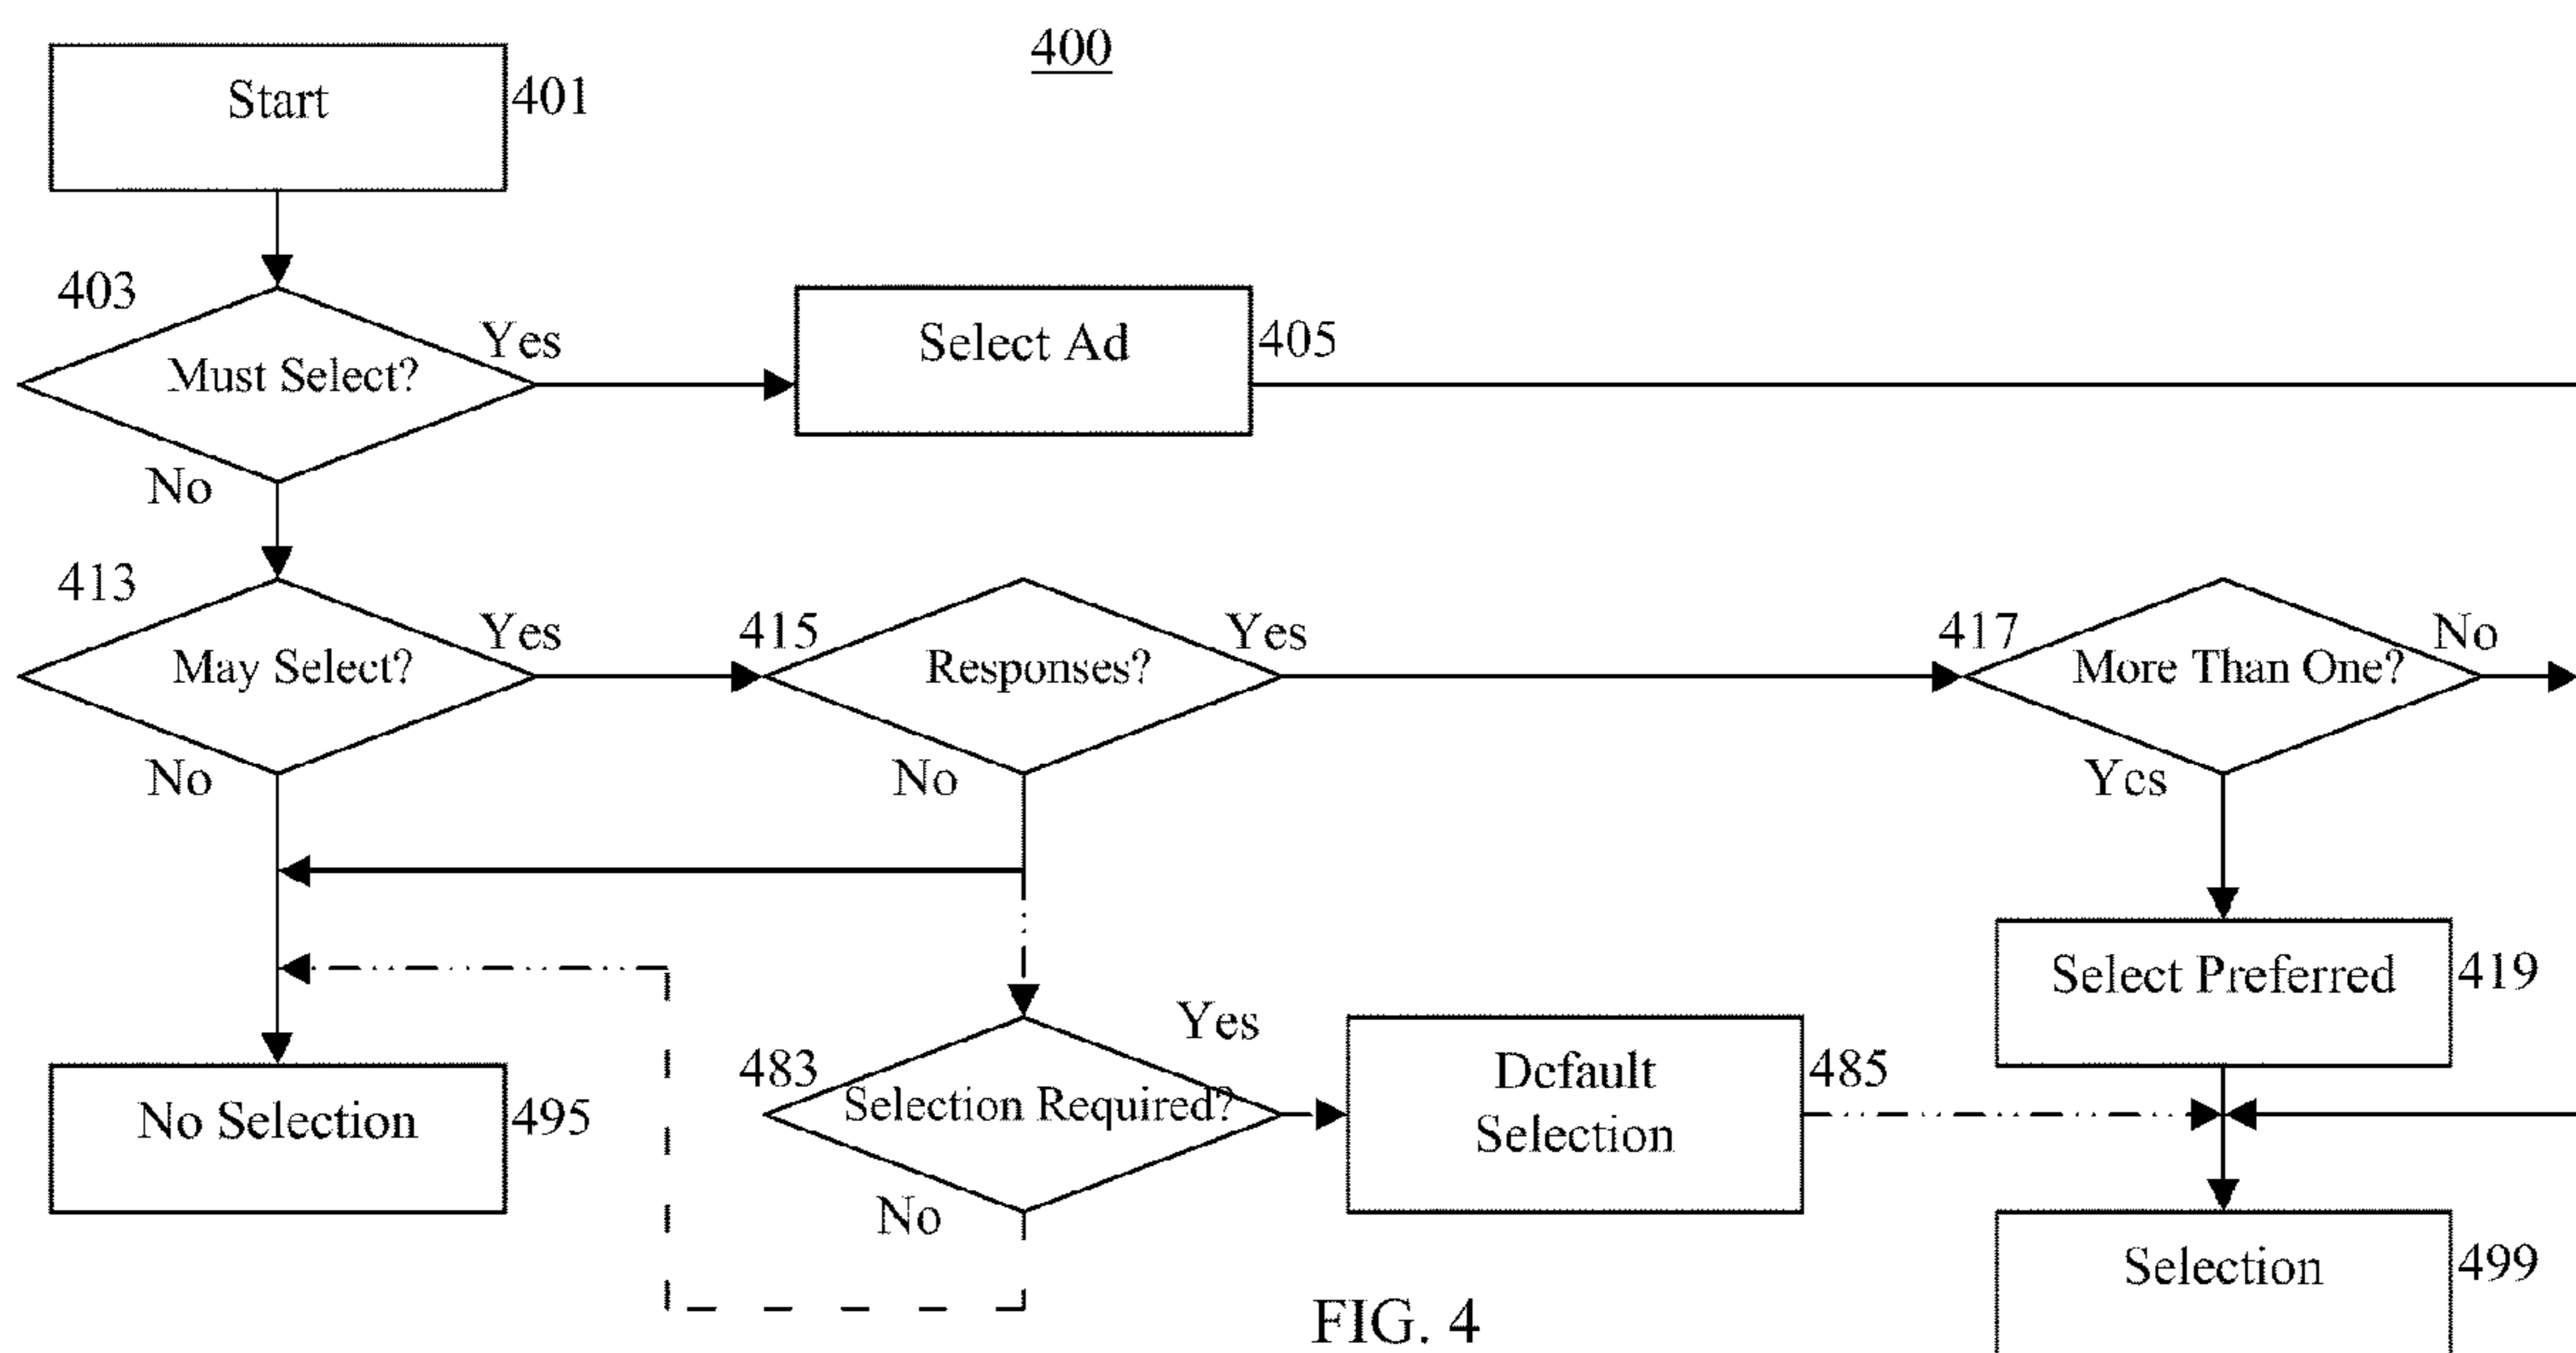 400
Start
401
403
Must Select?
Yes
Select Ad
405
No
413
May Select?
Yes
415
Responses?
Yes
417
More Than One?
No
No
No
Yes
Select Preferred
419
No Selection
495
483
Selection Required?
Yes
Default
Selection
485
No
Selection
499
FIG. 4